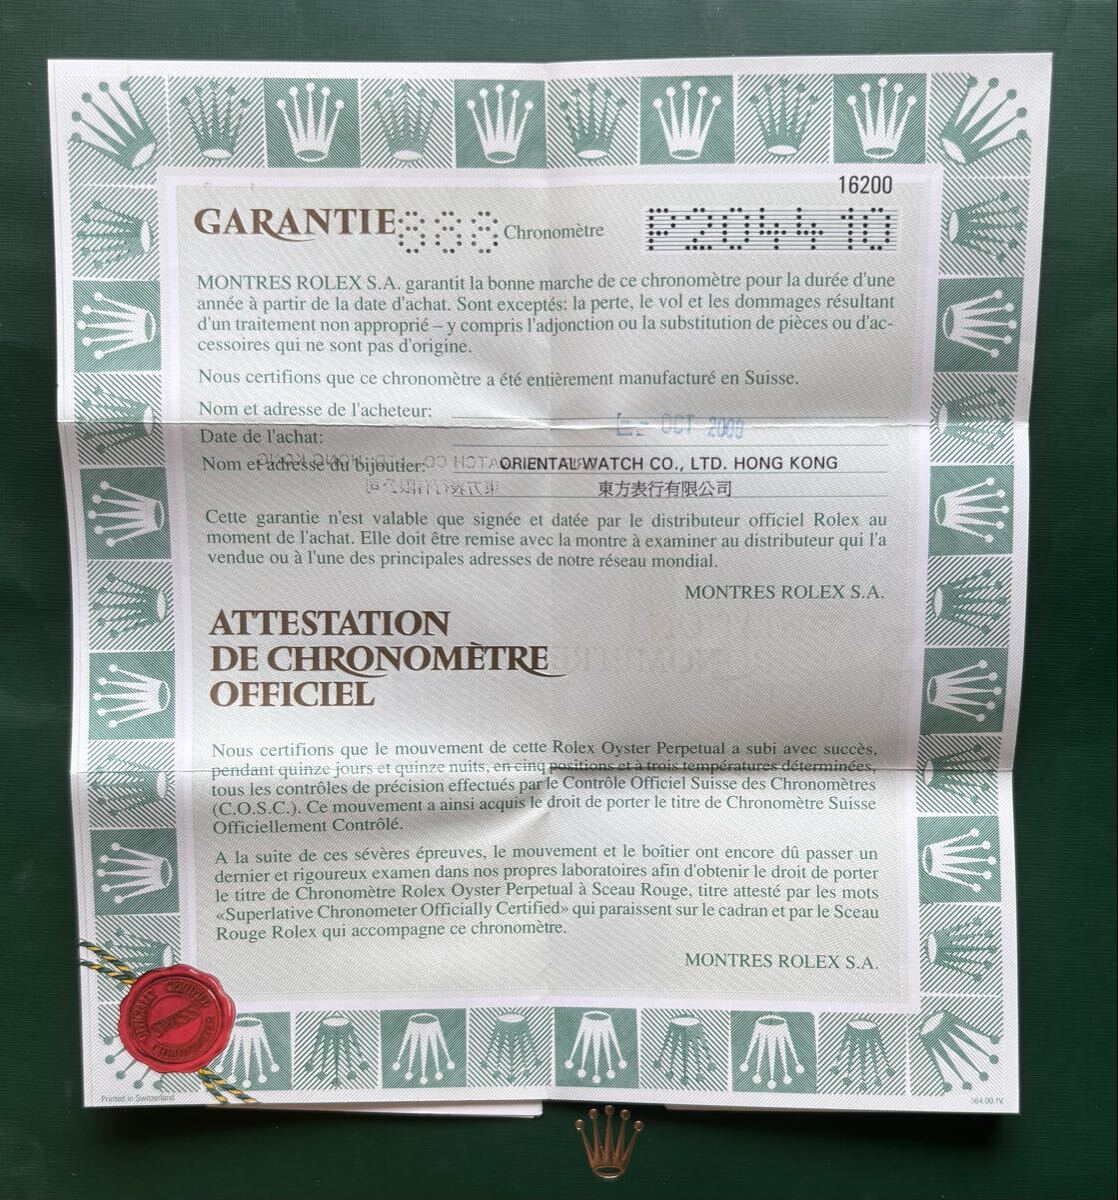 16200
GARANTIE 888 Chronomètre P204410
MONTRES ROLEX S.A. garantit la bonne marche de ce chronomètre pour la durée d'une
année à partir de la date d'achat. Sont exceptés: la perte, le vol et les dommages résultant
d'un traitement non approprié – y compris l'adjonction ou la substitution de pièces ou d'ac-
cessoires qui ne sont pas d'origine.
Nous certifions que ce chronomètre a été entièrement manufacturé en Suisse.
Nom et adresse de l'acheteur:
Date de l'achat: OCT 2000
Nom et adresse du bijoutier: ORIENTAL WATCH CO., LTD. HONG KONG
東方表行有限公司
Cette garantie n'est valable que signée et datée par le distributeur officiel Rolex au
moment de l'achat. Elle doit être remise avec la montre à examiner au distributeur qui l'a
vendue ou à l'une des principales adresses de notre réseau mondial.
MONTRES ROLEX S.A.
ATTESTATION
DE CHRONOMÈTRE
OFFICIEL
Nous certifions que le mouvement de cette Rolex Oyster Perpetual a subi avec succès,
pendant quinze jours et quinze nuits, en cinq positions et à trois températures déterminées,
tous les contrôles de précision effectués par le Contrôle Officiel Suisse des Chronomètres
(C.O.S.C.). Ce mouvement a ainsi acquis le droit de porter le titre de Chronomètre Suisse
Officiellement Contrôlé.
A la suite de ces sévères épreuves, le mouvement et le boîtier ont encore dû passer un
dernier et rigoureux examen dans nos propres laboratoires afin d'obtenir le droit de porter
le titre de Chronomètre Rolex Oyster Perpetual à Sceau Rouge, titre attesté par les mots
«Superlative Chronometer Officially Certified» qui paraissent sur le cadran et par le Sceau
Rouge Rolex qui accompagne ce chronomètre.
MONTRES ROLEX S.A.
OFFICIALLY CERTIFIED
CHRONOMETER
Printed in Switzerland
564.00.1V